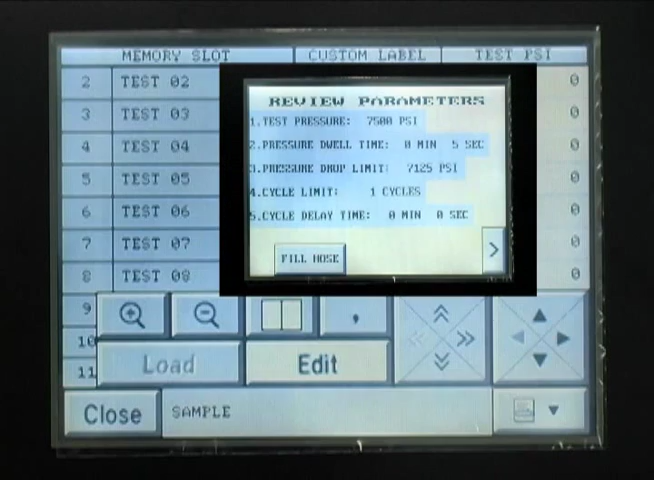 MEMORY SLOT CUSTOM LABEL TEST PSI
2 TEST 02 0
3 TEST 03 0
4 TEST 04 0
5 TEST 05 0
6 TEST 06 0
7 TEST 07 0
8 TEST 08 0
9
10
11
REVIEW PARAMETERS
1.TEST PRESSURE: 7500 PSI
2.PRESSURE DWELL TIME: 0 MIN 5 SEC
3.PRESSURE DROP LIMIT: 7125 PSI
4.CYCLE LIMIT: 1 CYCLES
5.CYCLE DELAY TIME: 0 MIN 0 SEC
FILL HOSE >
,
Load Edit
Close SAMPLE